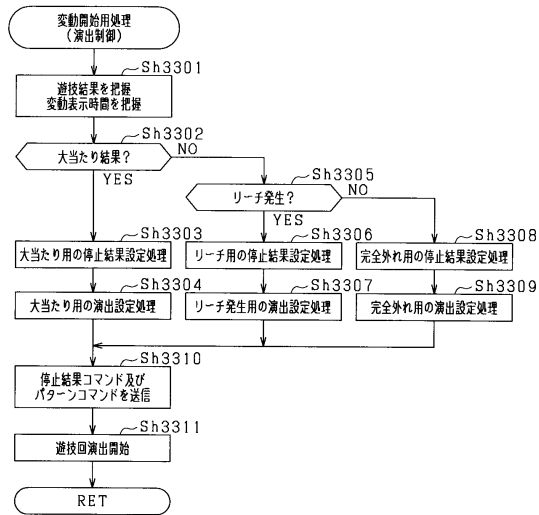 変動開始用処理
(演出制御)
Sh3301
遊技結果を把握
変動表示時間を把握
Sh3302
大当たり結果?
NO
YES
Sh3305
リーチ発生?
NO
YES
Sh3303
大当たり用の停止結果設定処理
Sh3306
リーチ用の停止結果設定処理
Sh3308
完全外れ用の停止結果設定処理
Sh3304
大当たり用の演出設定処理
Sh3307
リーチ発生用の演出設定処理
Sh3309
完全外れ用の演出設定処理
Sh3310
停止結果コマンド及び
パターンコマンドを送信
Sh3311
遊技回演出開始
RET